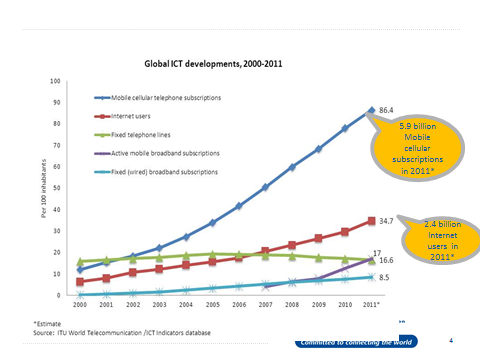 Global ICT developments, 2000-2011
100
90
80
70
60
50
40
30
20
10
0
Per 100 inhabitants
Mobile cellular telephone subscriptions
Internet users
Fixed telephone lines
Active mobile broadband subscriptions
Fixed (wired) broadband subscriptions
86.4
34.7
17
16.6
8.5
5.9 billion
Mobile
cellular
subscriptions
in 2011*
2.4 billion
Internet
users in
2011*
2000 2001 2002 2003 2004 2005 2006 2007 2008 2009 2010 2011*
*Estimate
Source: ITU World Telecommunication /ICT Indicators database
Committed to connecting the world
4